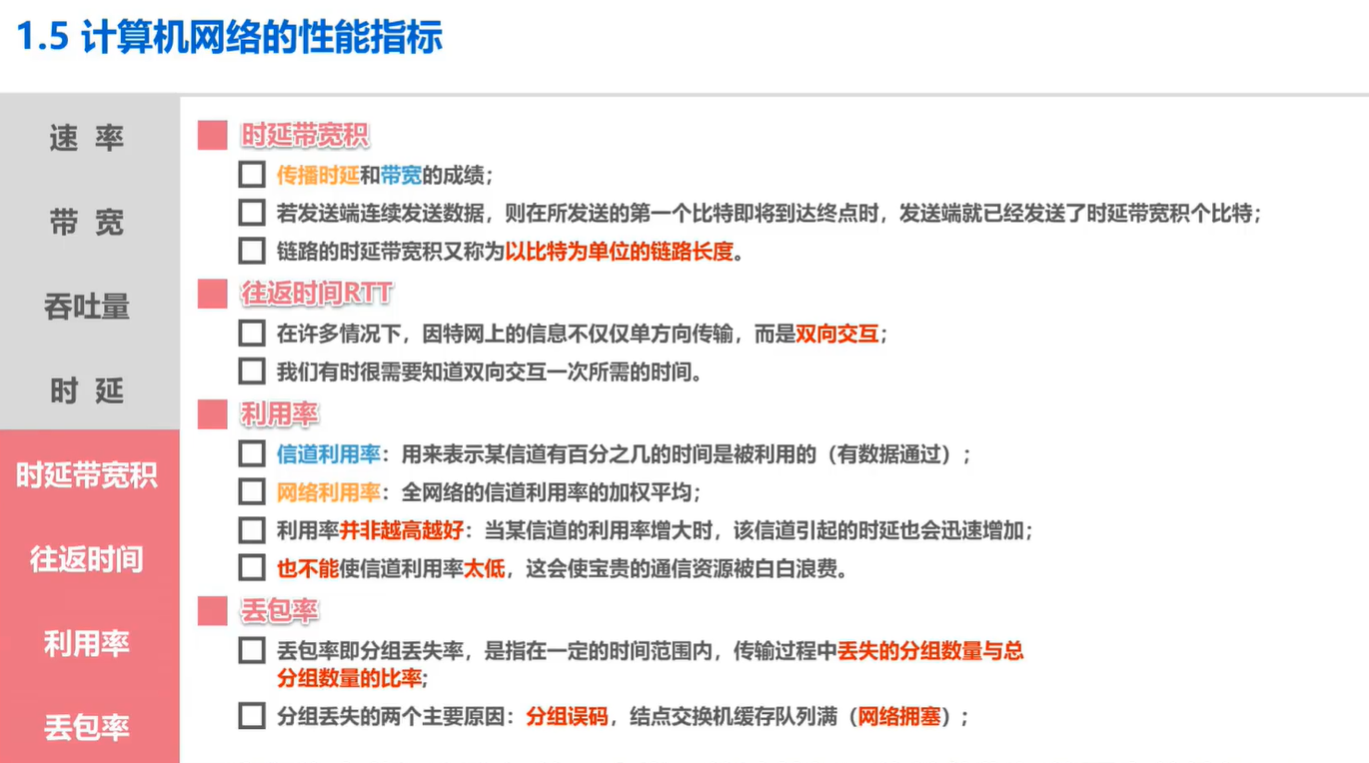 1.5 计算机网络的性能指标
速 率
带 宽
吞吐量
时 延
时延带宽积
往返时间
利用率
丢包率
时延带宽积
传播时延和带宽的成绩；
若发送端连续发送数据，则在所发送的第一个比特即将到达终点时，发送端就已经发送了时延带宽积个比特；
链路的时延带宽积又称为以比特为单位的链路长度。
往返时间RTT
在许多情况下，因特网上的信息不仅仅单方向传输，而是双向交互；
我们有时很需要知道双向交互一次所需的时间。
利用率
信道利用率：用来表示某信道有百分之几的时间是被利用的（有数据通过）；
网络利用率：全网络的信道利用率的加权平均；
利用率并非越高越好：当某信道的利用率增大时，该信道引起的时延也会迅速增加；
也不能使信道利用率太低，这会使宝贵的通信资源被白白浪费。
丢包率
丢包率即分组丢失率，是指在一定的时间范围内，传输过程中丢失的分组数量与总
分组数量的比率；
分组丢失的两个主要原因：分组误码，结点交换机缓存队列满（网络拥塞）；